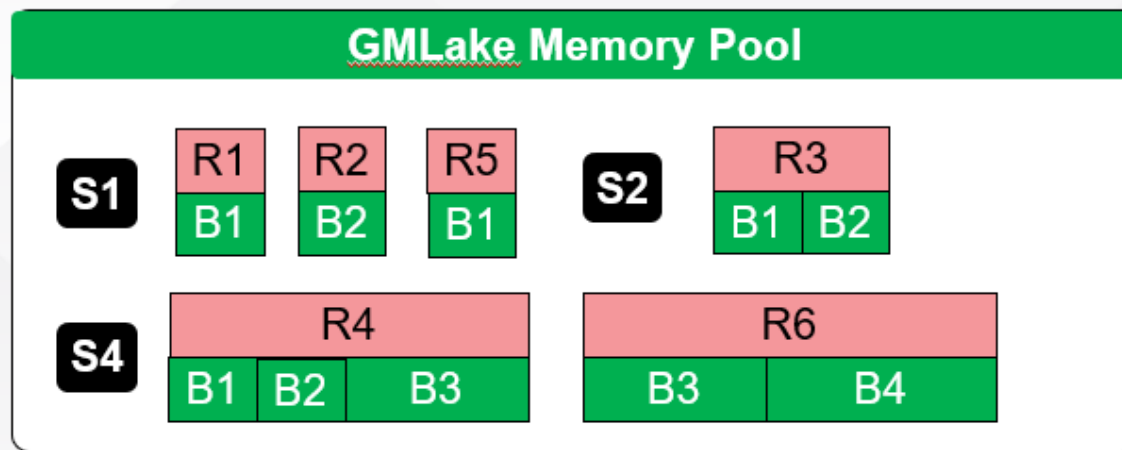 GMLake Memory Pool
S1 R1 R2 R5 S2 R3
B1 B2 B1 B1 B2
S4 R4 R6
B1 B2 B3 B3 B4